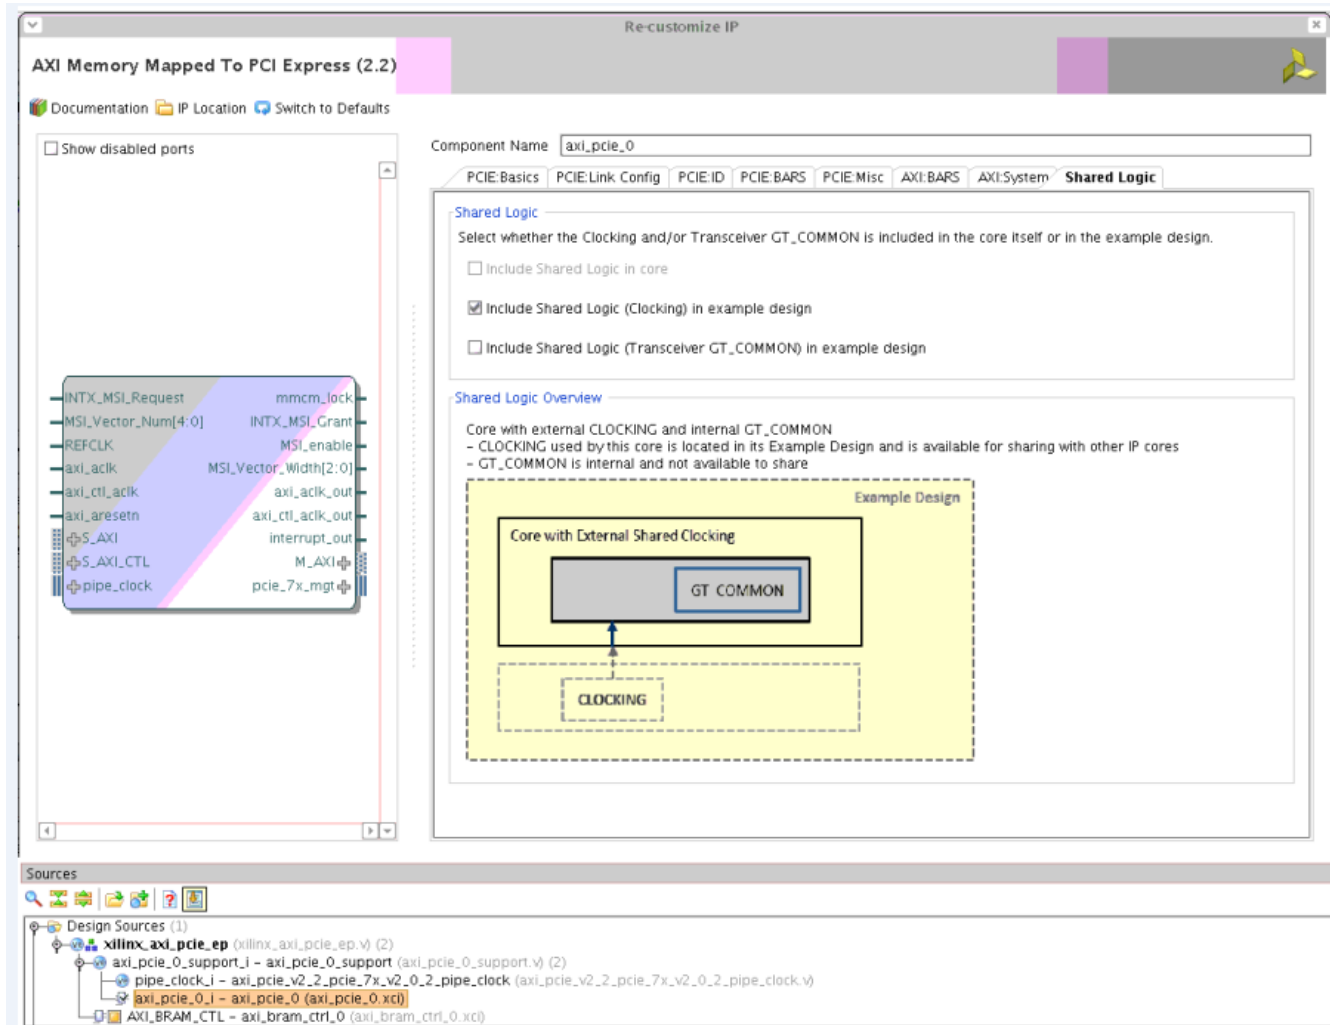 Re-customize IP
AXI Memory Mapped To PCI Express (2.2)
Documentation IP Location Switch to Defaults
Show disabled ports
Component Name axi_pcie_0
PCIE:Basics PCIE:Link Config PCIE:ID PCIE:BARS PCIE:Misc AXI:BARS AXI:System Shared Logic
Shared Logic
Select whether the Clocking and/or Transceiver GT_COMMON is included in the core itself or in the example design.
Include Shared Logic in core
Include Shared Logic (Clocking) in example design
Include Shared Logic (Transceiver GT_COMMON) in example design
INTX_MSI_Request mmcm_lock
MSI_Vector_Num[4:0] INTX_MSI_Grant
REFCLK MSI_enable
axi_aclk MSI_Vector_Width[2:0]
axi_ctl_aclk axi_aclk_out
axi_aresetn axi_ctl_aclk_out
S_AXI interrupt_out
S_AXI_CTL M_AXI
pipe_clock pcie_7x_mgt
Shared Logic Overview
Core with external CLOCKING and internal GT_COMMON
– CLOCKING used by this core is located in its Example Design and is available for sharing with other IP cores
– GT_COMMON is internal and not available to share
Example Design
Core with External Shared Clocking
GT COMMON
CLOCKING
Sources
Design Sources (1)
xilinx_axi_pcie_ep (xilinx_axi_pcie_ep.v) (2)
axi_pcie_0_support_i – axi_pcie_0_support (axi_pcie_0_support.v) (2)
pipe_clock_i – axi_pcie_v2_2_pcie_7x_v2_0_2_pipe_clock (axi_pcie_v2_2_pcie_7x_v2_0_2_pipe_clock.v)
axi_pcie_0_i – axi_pcie_0 (axi_pcie_0.xci)
AXI_BRAM_CTL – axi_bram_ctrl_0 (axi_bram_ctrl_0.xci)